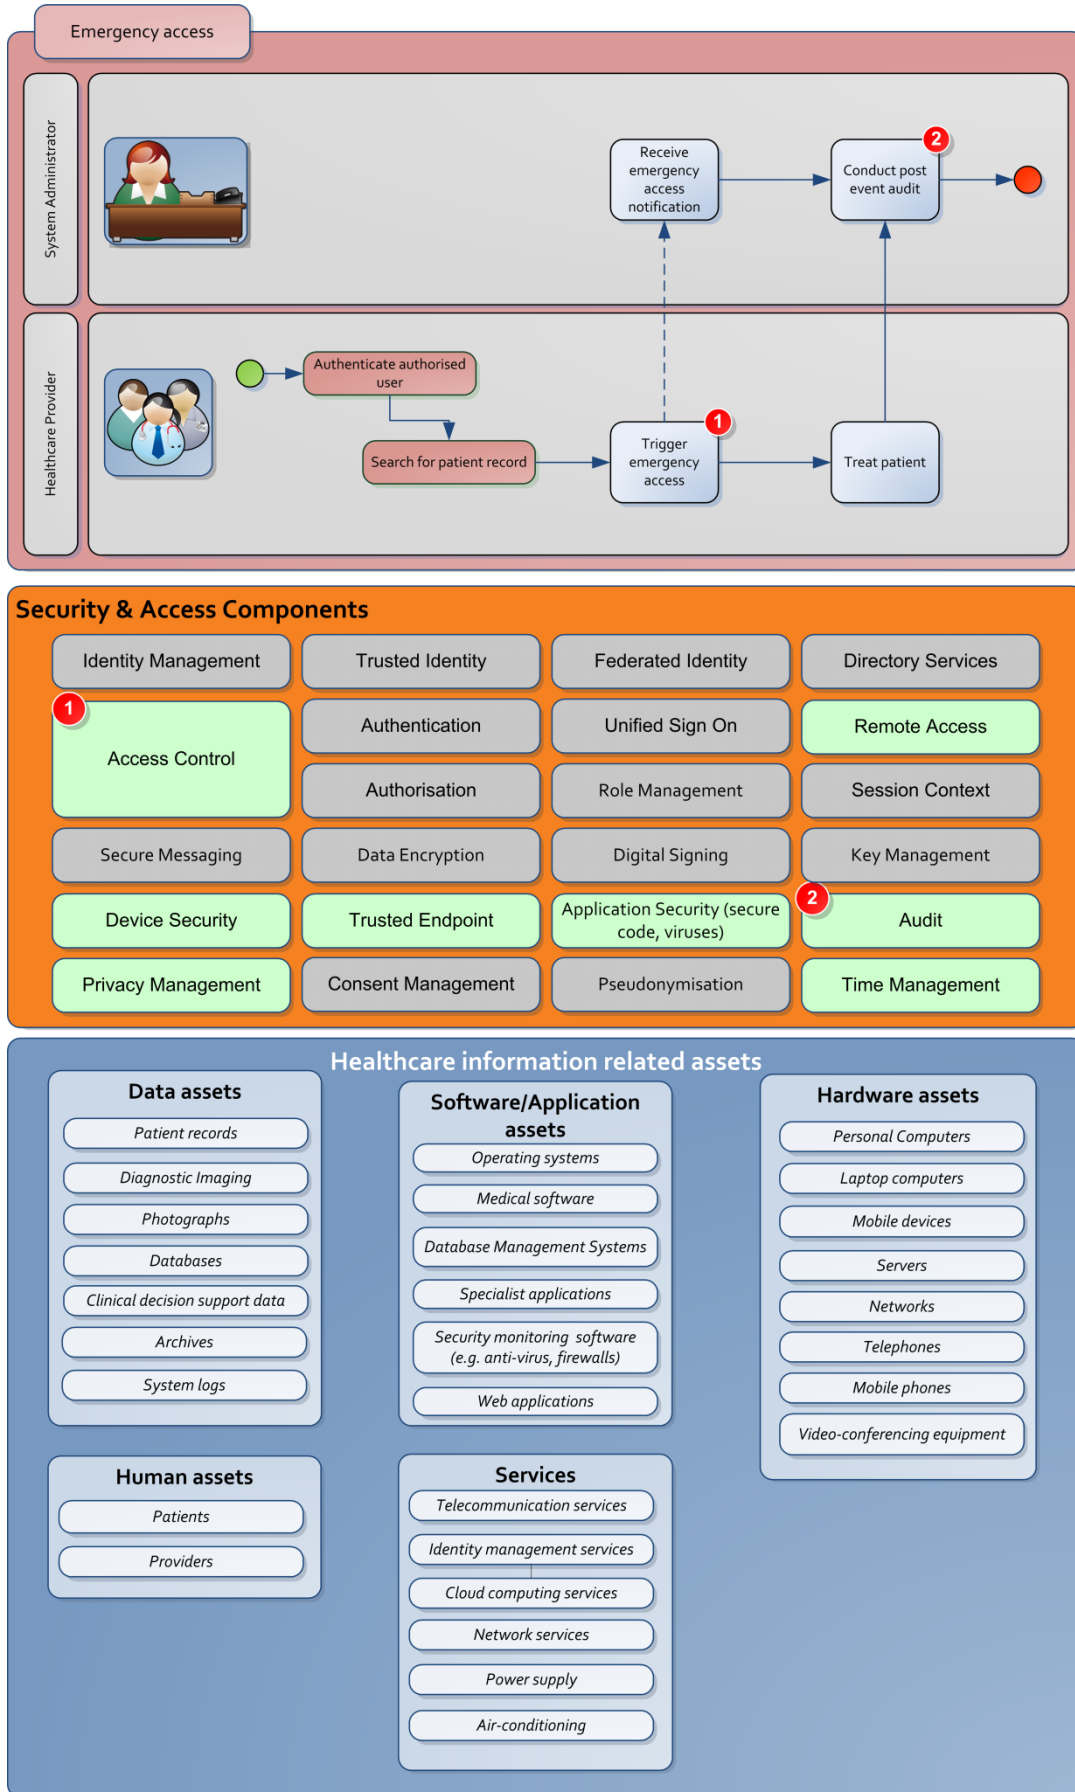 Emergency access
System Administrator
Receive
emergency
access
notification
2
Conduct post
event audit
Healthcare Provider
Authenticate authorised
user
Search for patient record
1
Trigger
emergency
access
Treat patient
Security & Access Components
Identity Management
Trusted Identity
Federated Identity
Directory Services
1
Access Control
Authentication
Unified Sign On
Remote Access
Authorisation
Role Management
Session Context
Secure Messaging
Data Encryption
Digital Signing
Key Management
Device Security
Trusted Endpoint
Application Security (secure
code, viruses)
2
Audit
Privacy Management
Consent Management
Pseudonymisation
Time Management
Healthcare information related assets
Data assets
Patient records
Diagnostic Imaging
Photographs
Databases
Clinical decision support data
Archives
System logs
Software/Application
assets
Operating systems
Medical software
Database Management Systems
Specialist applications
Security monitoring software
(e.g. anti-virus, firewalls)
Web applications
Hardware assets
Personal Computers
Laptop computers
Mobile devices
Servers
Networks
Telephones
Mobile phones
Video-conferencing equipment
Human assets
Patients
Providers
Services
Telecommunication services
Identity management services
Cloud computing services
Network services
Power supply
Air-conditioning